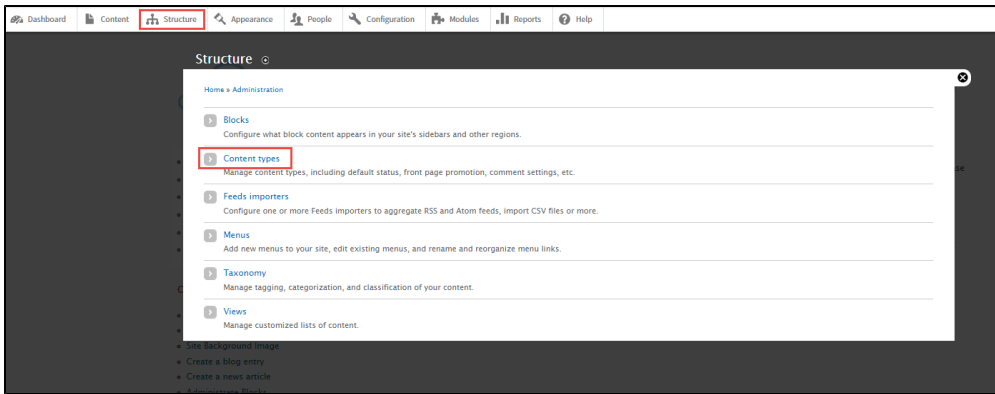 Dashboard Content Structure Appearance People Configuration Modules Reports Help
Structure
Home » Administration
Blocks
Configure what block content appears in your site's sidebars and other regions.
Content types
Manage content types, including default status, front page promotion, comment settings, etc.
Feeds importers
Configure one or more Feeds importers to aggregate RSS and Atom feeds, import CSV files or more.
Menus
Add new menus to your site, edit existing menus, and rename and reorganize menu links.
Taxonomy
Manage tagging, categorization, and classification of your content.
Views
Manage customized lists of content.
Site Background Image
Create a blog entry
Create a news article
Administrate Blocks